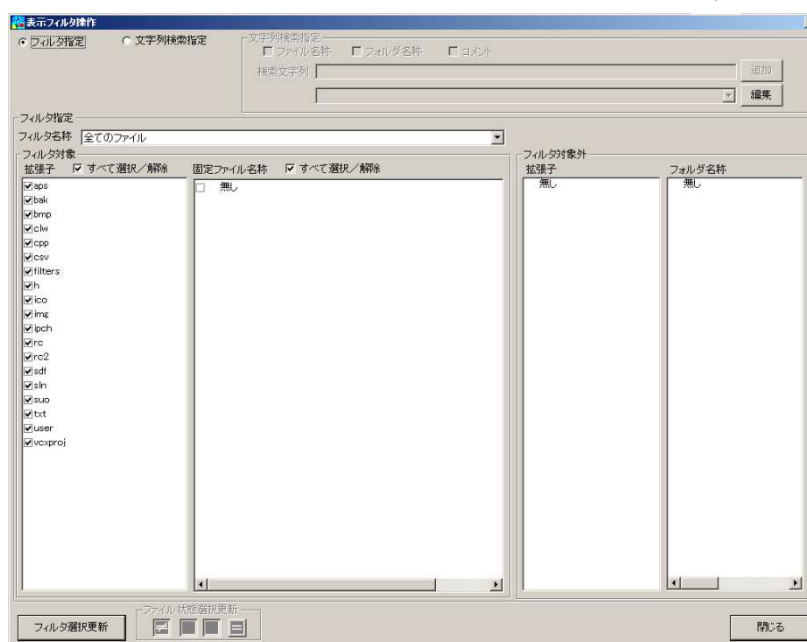 表示フィルタ操作
フィルタ指定
文字列検索指定
文字列検索指定
ファイル名称
フォルダ名称
コメント
検索文字列
追加
編集
フィルタ指定
フィルタ名称 全てのファイル
フィルタ対象
拡張子 すべて選択／解除
固定ファイル名称 すべて選択／解除
aps
bak
bmp
clw
cpp
csv
filters
h
ico
img
ipch
rc
rc2
sdf
sln
suo
txt
user
vcxproj
無し
フィルタ対象外
拡張子
フォルダ名称
無し
無し
フィルタ選択更新
ファイル状態選択更新
閉じる